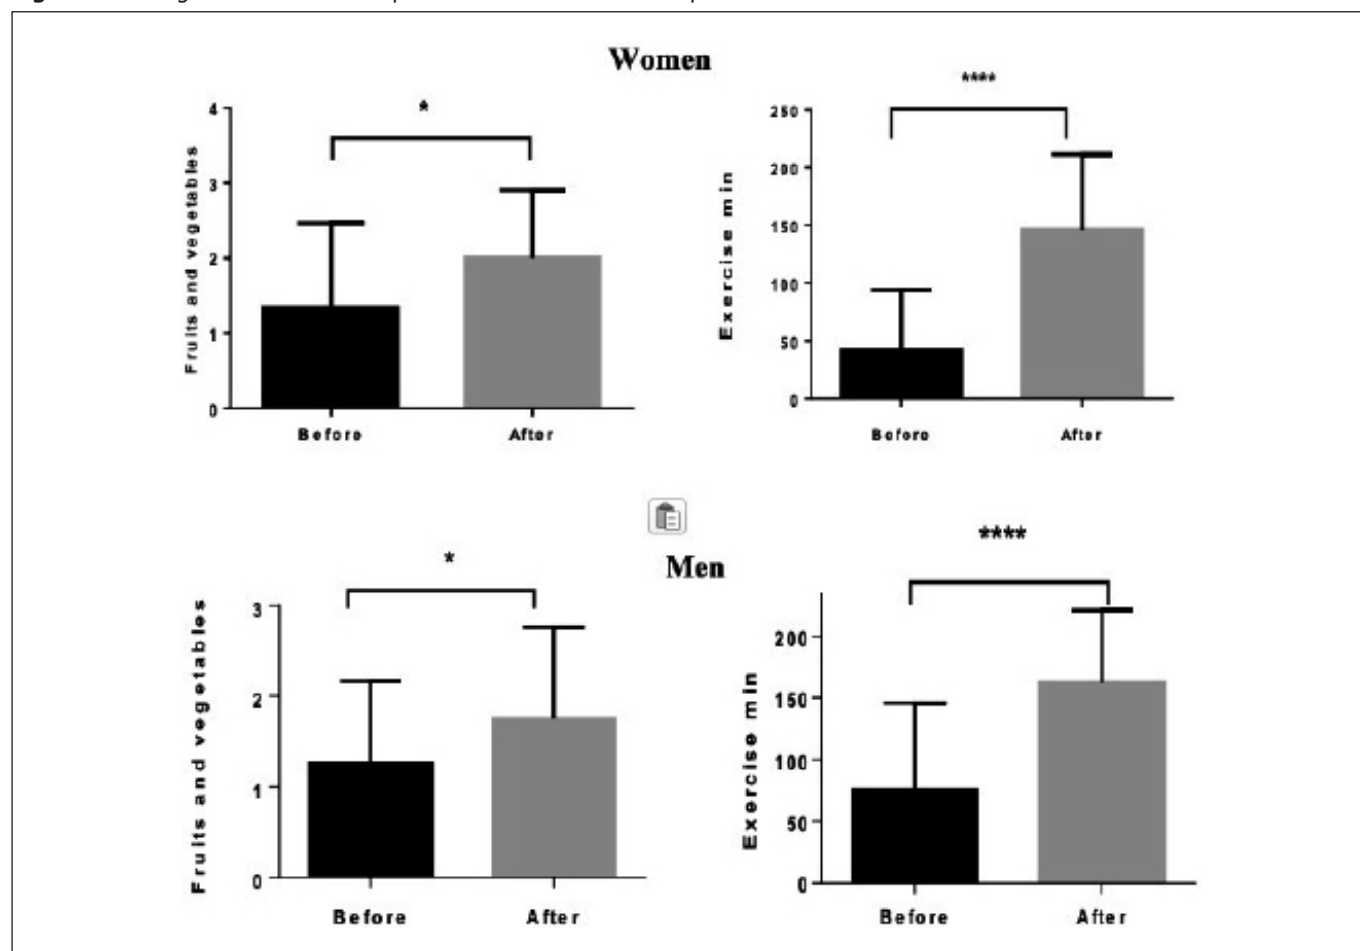 Women
*
4
3
2
1
0
Fruits and vegetables
Before After
****
250
200
150
100
50
0
Exercise min
Before After
Men
*
3
2
1
0
Fruits and vegetables
Before After
****
200
150
100
50
0
Exercise min
Before After